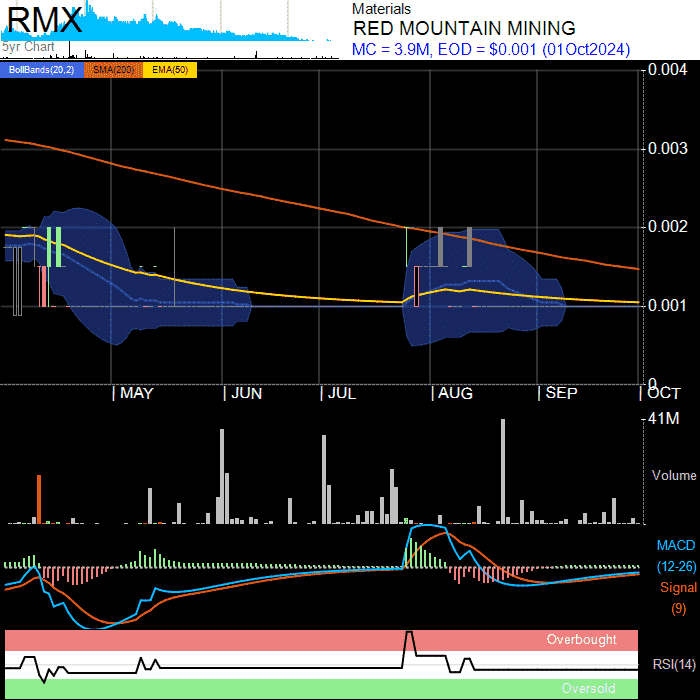 RMX
5yr Chart
Materials
RED MOUNTAIN MINING
MC = 3.9M, EOD = $0.001 (01Oct2024)
BollBands(20,2) SMA(200) EMA(50)
0.004
0.003
0.002
0.001
0
MAY JUN JUL AUG SEP OCT
41M
Volume
MACD
(12-26)
Signal
(9)
Overbought
RSI(14)
Oversold